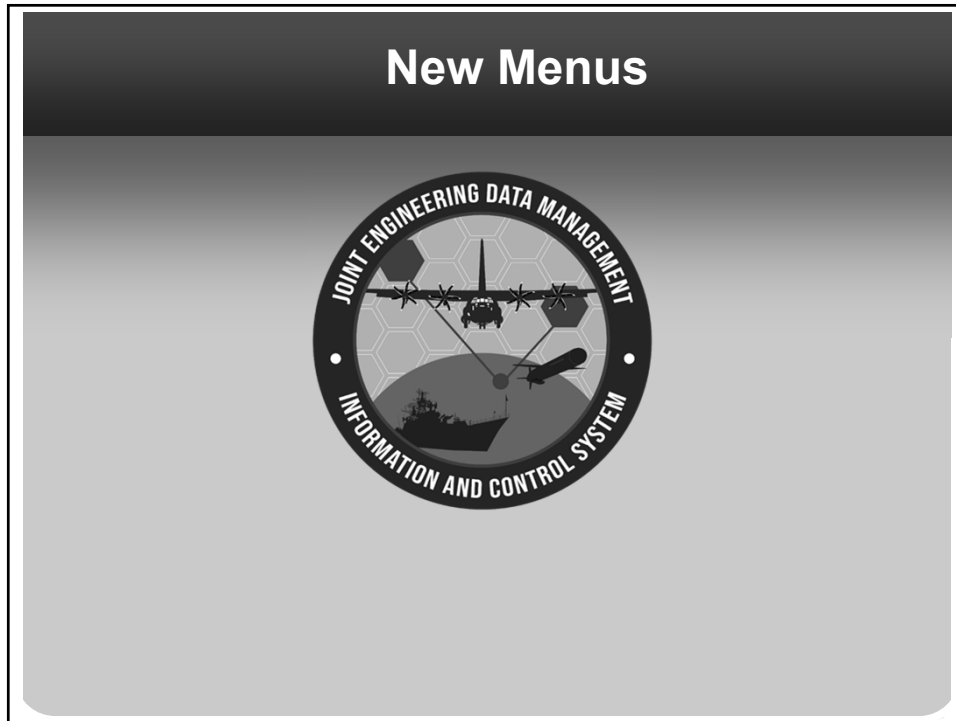 New Menus
JOINT ENGINEERING DATA MANAGEMENT
INFORMATION AND CONTROL SYSTEM